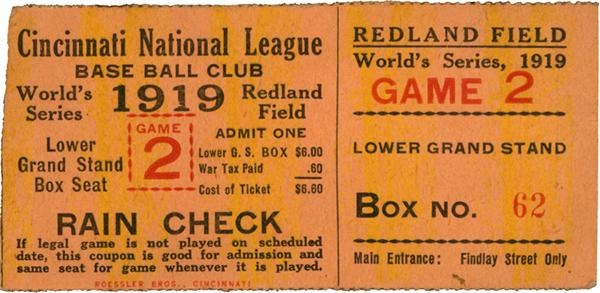 Cincinnati National League
BASE BALL CLUB
World's Series 1919 Redland Field
Lower Grand Stand Box Seat
GAME 2
ADMIT ONE
Lower G. S. BOX $6.00
War Tax Paid .60
Cost of Ticket $6.60
RAIN CHECK
If legal game is not played on scheduled
date, this coupon is good for admission and
same seat for game whenever it is played.
ROESSLER BROS., CINCINNATI
REDLAND FIELD
World's Series, 1919
GAME 2
LOWER GRAND STAND
BOX NO. 62
Main Entrance: Findlay Street Only